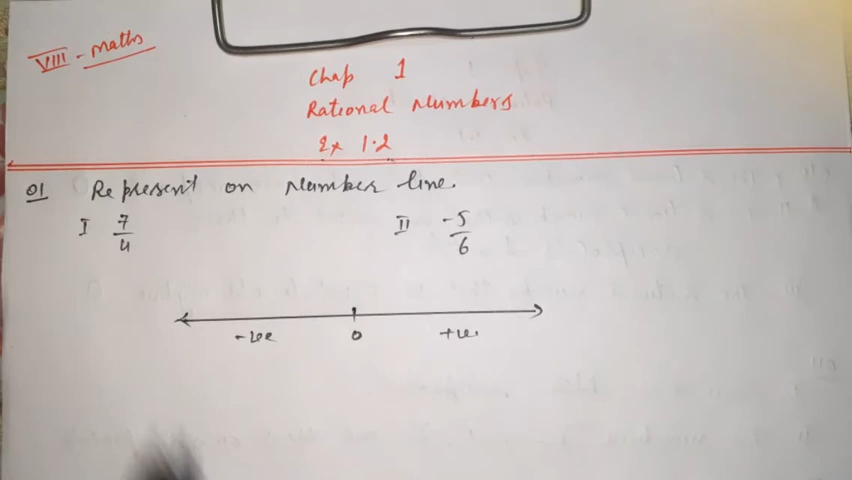 VIII - Maths
Chap 1
Rational Numbers
Ex 1.2
Q1 Represent on Number line.
I 7/4 II -5/6
-ve 0 +ve